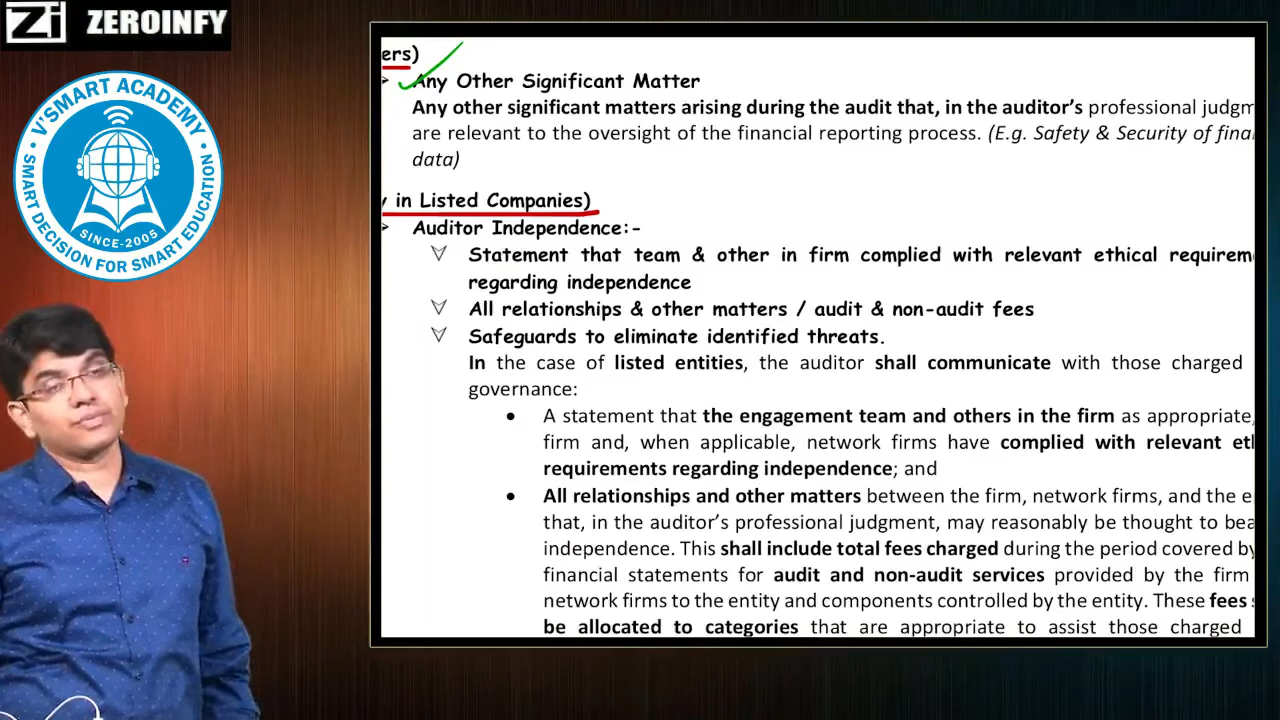 Zi ZEROINFY
V'SMART ACADEMY
SINCE-2005
SMART DECISION FOR SMART EDUCATION
ers)
Any Other Significant Matter
Any other significant matters arising during the audit that, in the auditor's professional judgm
are relevant to the oversight of the financial reporting process. (E.g. Safety & Security of fina
data)
y in Listed Companies)
Auditor Independence:-
Statement that team & other in firm complied with relevant ethical requirem
regarding independence
All relationships & other matters / audit & non-audit fees
Safeguards to eliminate identified threats.
In the case of listed entities, the auditor shall communicate with those charged
governance:
• A statement that the engagement team and others in the firm as appropriate,
firm and, when applicable, network firms have complied with relevant et
requirements regarding independence; and
• All relationships and other matters between the firm, network firms, and the e
that, in the auditor's professional judgment, may reasonably be thought to bea
independence. This shall include total fees charged during the period covered by
financial statements for audit and non-audit services provided by the firm
network firms to the entity and components controlled by the entity. These fees s
be allocated to categories that are appropriate to assist those charged